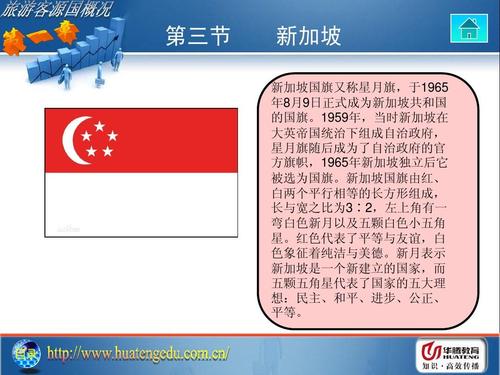 旅游客源国概况
第一章
第三节 新加坡
新加坡国旗又称星月旗，于1965
年8月9日正式成为新加坡共和国
的国旗。1959年，当时新加坡在
大英帝国统治下组成自治政府，
星月旗随后成为了自治政府的官
方旗帜，1965年新加坡独立后它
被选为国旗。新加坡国旗由红、
白两个平行相等的长方形组成，
长与宽之比为3∶2，左上角有一
弯白色新月以及五颗白色小五角
星。红色代表了平等与友谊，白
色象征着纯洁与美德。新月表示
新加坡是一个新建立的国家，而
五颗五角星代表了国家的五大理
想：民主、和平、进步、公正、
平等。
目录
http://www.huatengedu.com.cn/
华腾教育
知识·高效传播